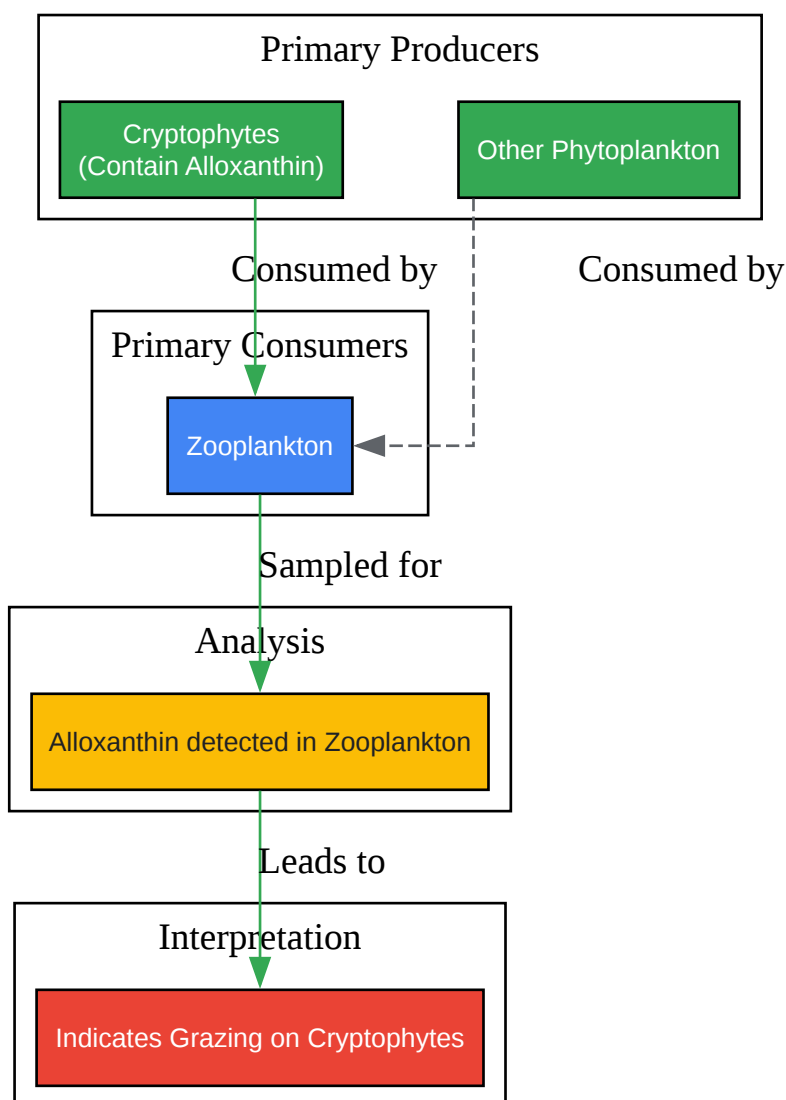 Primary Producers
Cryptophytes
(Contain Alloxanthin)
Other Phytoplankton
Consumed by
Consumed by
Primary Consumers
Zooplankton
Sampled for
Analysis
Alloxanthin detected in Zooplankton
Leads to
Interpretation
Indicates Grazing on Cryptophytes